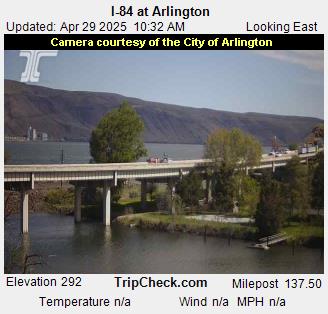 I-84 at Arlington
Updated: Apr 29 2025 10:32 AM Looking East
Camera courtesy of the City of Arlington
Elevation 292 TripCheck.com Milepost 137.50
Temperature n/a Wind n/a MPH n/a